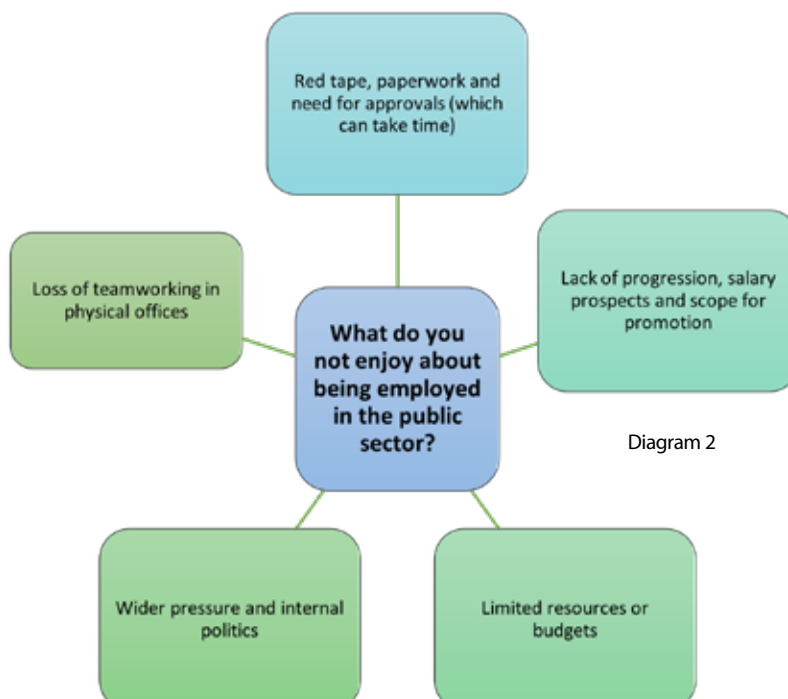 Red tape, paperwork and
need for approvals (which
can take time)
Loss of teamworking in
physical offices
Lack of progression, salary
prospects and scope for
promotion
What do you
not enjoy about
being employed
in the public
sector?
Diagram 2
Wider pressure and internal
politics
Limited resources or
budgets